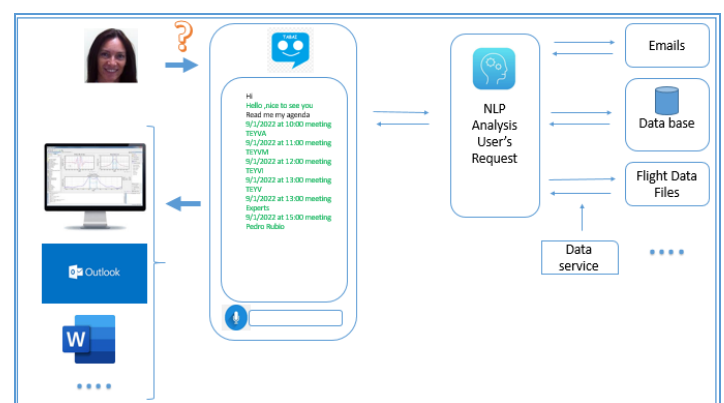 ?
TABAI
Hi
Hello ,nice to see you
Read me my agenda
9/1/2022 at 10:00 meeting
TEYVA
9/1/2022 at 11:00 meeting
TEYVM
9/1/2022 at 12:00 meeting
TEYVI
9/1/2022 at 13:00 meeting
TEYV
9/1/2022 at 13:00 meeting
Experts
9/1/2022 at 15:00 meeting
Pedro Rubio
NLP
Analysis
User's
Request
Emails
Data base
Flight Data
Files
Data
service
Outlook
W